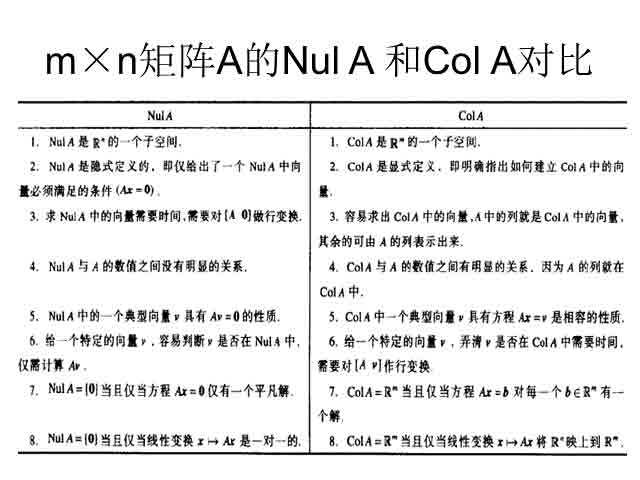 m×n矩阵A的Nul A 和Col A对比
Nul A
1. Nul A 是 ℝⁿ 的一个子空间.
2. Nul A 是隐式定义的, 即仅给出了一个 Nul A 中向
量必须满足的条件 (Ax = 0) .
3. 求 Nul A 中的向量需要时间,需要对 [A 0] 做行变换.
4. Nul A 与 A 的数值之间没有明显的关系.
5. Nul A 中的一个典型向量 v 具有 Av = 0 的性质.
6. 给一个特定的向量 v , 容易判断 v 是否在 Nul A 中,
仅需计算 Av .
7. Nul A = {0} 当且仅当方程 Ax = 0 仅有一个平凡解.
8. Nul A = {0} 当且仅当线性变换 x ↦ Ax 是一对一的.
Col A
1. Col A 是 ℝᵐ 的一个子空间.
2. Col A 是显式定义, 即明确指出如何建立 Col A 中的向
量.
3. 容易求出 Col A 中的向量, A 中的列就是 Col A 中的向量,
其余的可由 A 的列表示出来.
4. Col A 与 A 的数值之间有明显的关系, 因为 A 的列就在
Col A 中.
5. Col A 中一个典型向量 v 具有方程 Ax = v 是相容的性质.
6. 给一个特定的向量 v , 弄清 v 是否在 Col A 中需要时间,
需要对 [A v] 作行变换.
7. Col A = ℝᵐ 当且仅当方程 Ax = b 对每一个 b ∈ ℝᵐ 有一
个解.
8. Col A = ℝᵐ 当且仅当线性变换 x ↦ Ax 将 ℝⁿ 映上到 ℝᵐ .